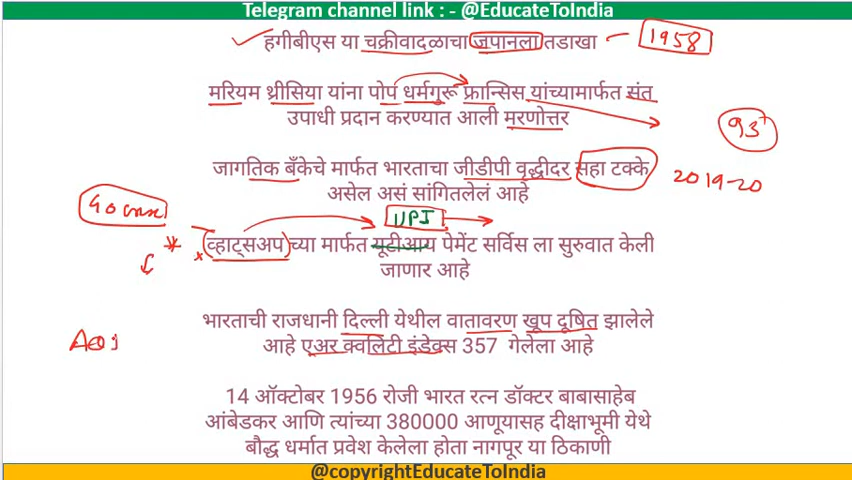 Telegram channel link : - @EducateToIndia
हगीबीएस या चक्रीवादळाचा जपानला तडाखा 1958
मरियम थ्रीसिया यांना पोप धर्मगुरू फ्रान्सिस यांच्यामार्फत संत
उपाधी प्रदान करण्यात आली मरणोत्तर
93+
जागतिक बँकेचे मार्फत भारताचा जीडीपी वृद्धीदर सहा टक्के
2019-20
असेल असं सांगितलेलं आहे
UPI
व्हाट्सअप च्या मार्फत यूटीआय पेमेंट सर्विस ला सुरुवात केली
जाणार आहे
भारताची राजधानी दिल्ली येथील वातावरण खूप दूषित झालेले
आहे एअर क्वालिटी इंडेक्स 357 गेलेला आहे
AQI
14 ऑक्टोबर 1956 रोजी भारत रत्न डॉक्टर बाबासाहेब
आंबेडकर आणि त्यांच्या 380000 आणूयासह दीक्षाभूमी येथे
बौद्ध धर्मात प्रवेश केलेला होता नागपूर या ठिकाणी
@copyrightEducateToIndia